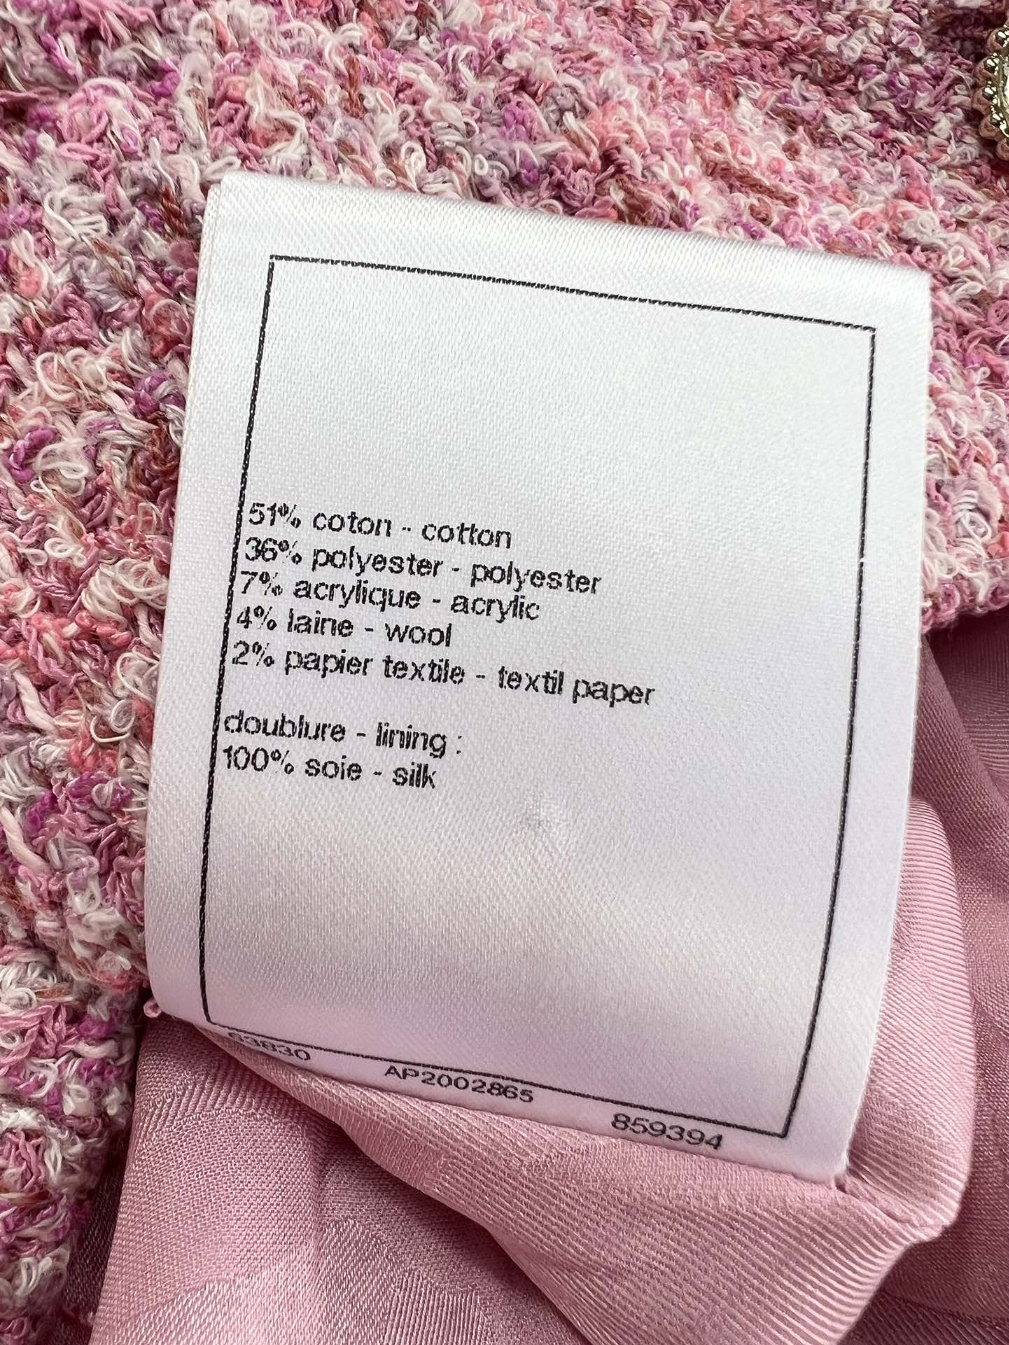 51% coton - cotton
36% polyester - polyester
7% acrylique - acrylic
4% laine - wool
2% papier textile - textil paper
doublure - lining :
100% soie - silk
63830 AP2002865 859394